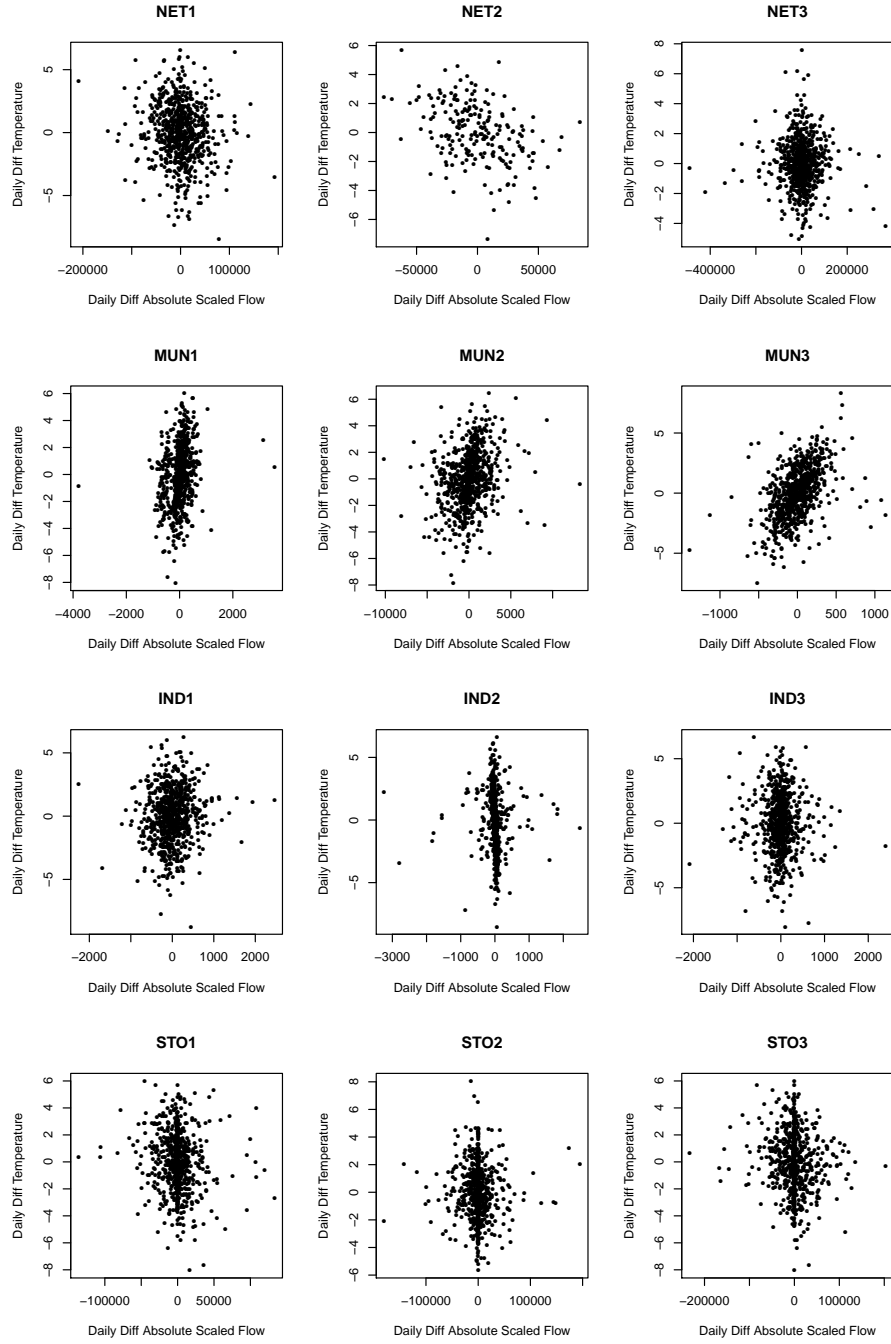 NET1 NET2 NET3
Daily Diff Temperature Daily Diff Temperature Daily Diff Temperature
5 0 −5
6 4 2 0 −2 −4 −6
8 6 4 2 0 −2 −4
−200000 0 100000 −50000 0 50000 −400000 0 200000
Daily Diff Absolute Scaled Flow Daily Diff Absolute Scaled Flow Daily Diff Absolute Scaled Flow
MUN1 MUN2 MUN3
Daily Diff Temperature Daily Diff Temperature Daily Diff Temperature
6 4 2 0 −2 −4 −6 −8
6 4 2 0 −2 −4 −6 −8
5 0 −5
−4000 −2000 0 2000 −10000 0 5000 −1000 0 500 1000
Daily Diff Absolute Scaled Flow Daily Diff Absolute Scaled Flow Daily Diff Absolute Scaled Flow
IND1 IND2 IND3
Daily Diff Temperature Daily Diff Temperature Daily Diff Temperature
5 0 −5
5 0 −5
5 0 −5
−2000 0 1000 2000 −3000 −1000 0 1000 −2000 0 1000 2000
Daily Diff Absolute Scaled Flow Daily Diff Absolute Scaled Flow Daily Diff Absolute Scaled Flow
STO1 STO2 STO3
Daily Diff Temperature Daily Diff Temperature Daily Diff Temperature
6 4 2 0 −2 −4 −6 −8
8 6 4 2 0 −2 −4 −6
6 4 2 0 −2 −4 −6 −8
−100000 0 50000 −100000 0 100000 −200000 0 100000
Daily Diff Absolute Scaled Flow Daily Diff Absolute Scaled Flow Daily Diff Absolute Scaled Flow